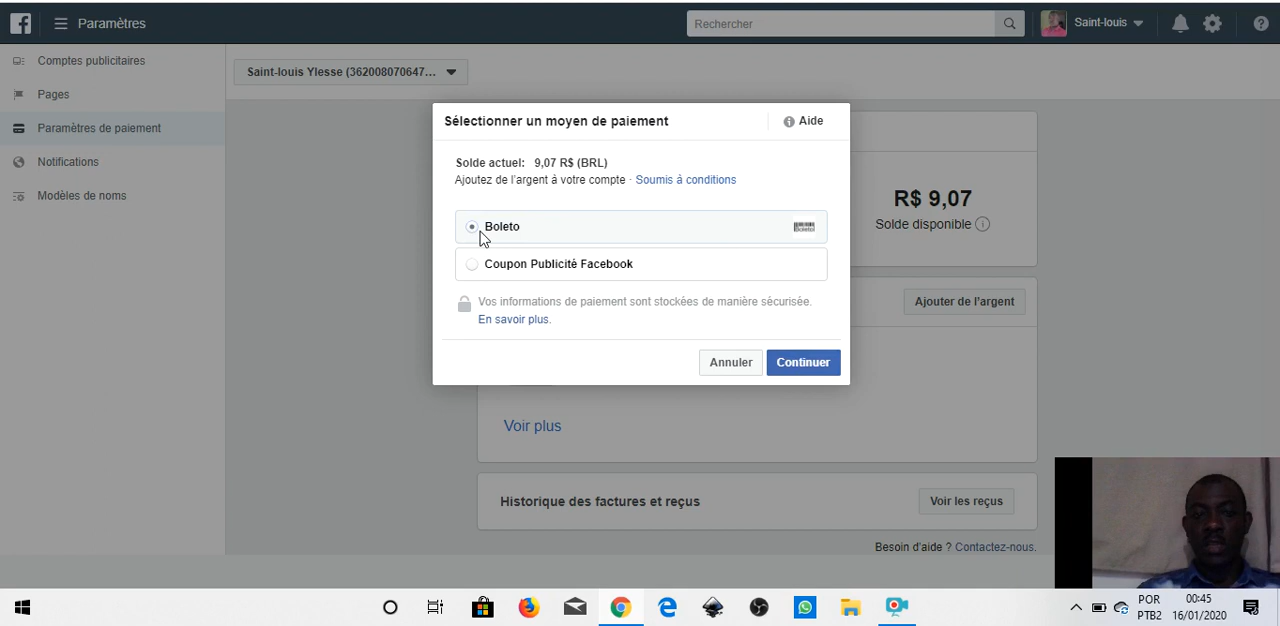 Paramètres
Rechercher
Saint-louis
Comptes publicitaires
Pages
Paramètres de paiement
Notifications
Modèles de noms
Saint-louis Ylesse (362008070647...
Sélectionner un moyen de paiement
Aide
Solde actuel: 9,07 R$ (BRL)
Ajoutez de l'argent à votre compte · Soumis à conditions
Boleto
Boleto
Coupon Publicité Facebook
Vos informations de paiement sont stockées de manière sécurisée.
En savoir plus.
Annuler
Continuer
R$ 9,07
Solde disponible
Ajouter de l'argent
Voir plus
Historique des factures et reçus
Voir les reçus
Besoin d'aide ? Contactez-nous.
POR
PTB2
00:45
16/01/2020